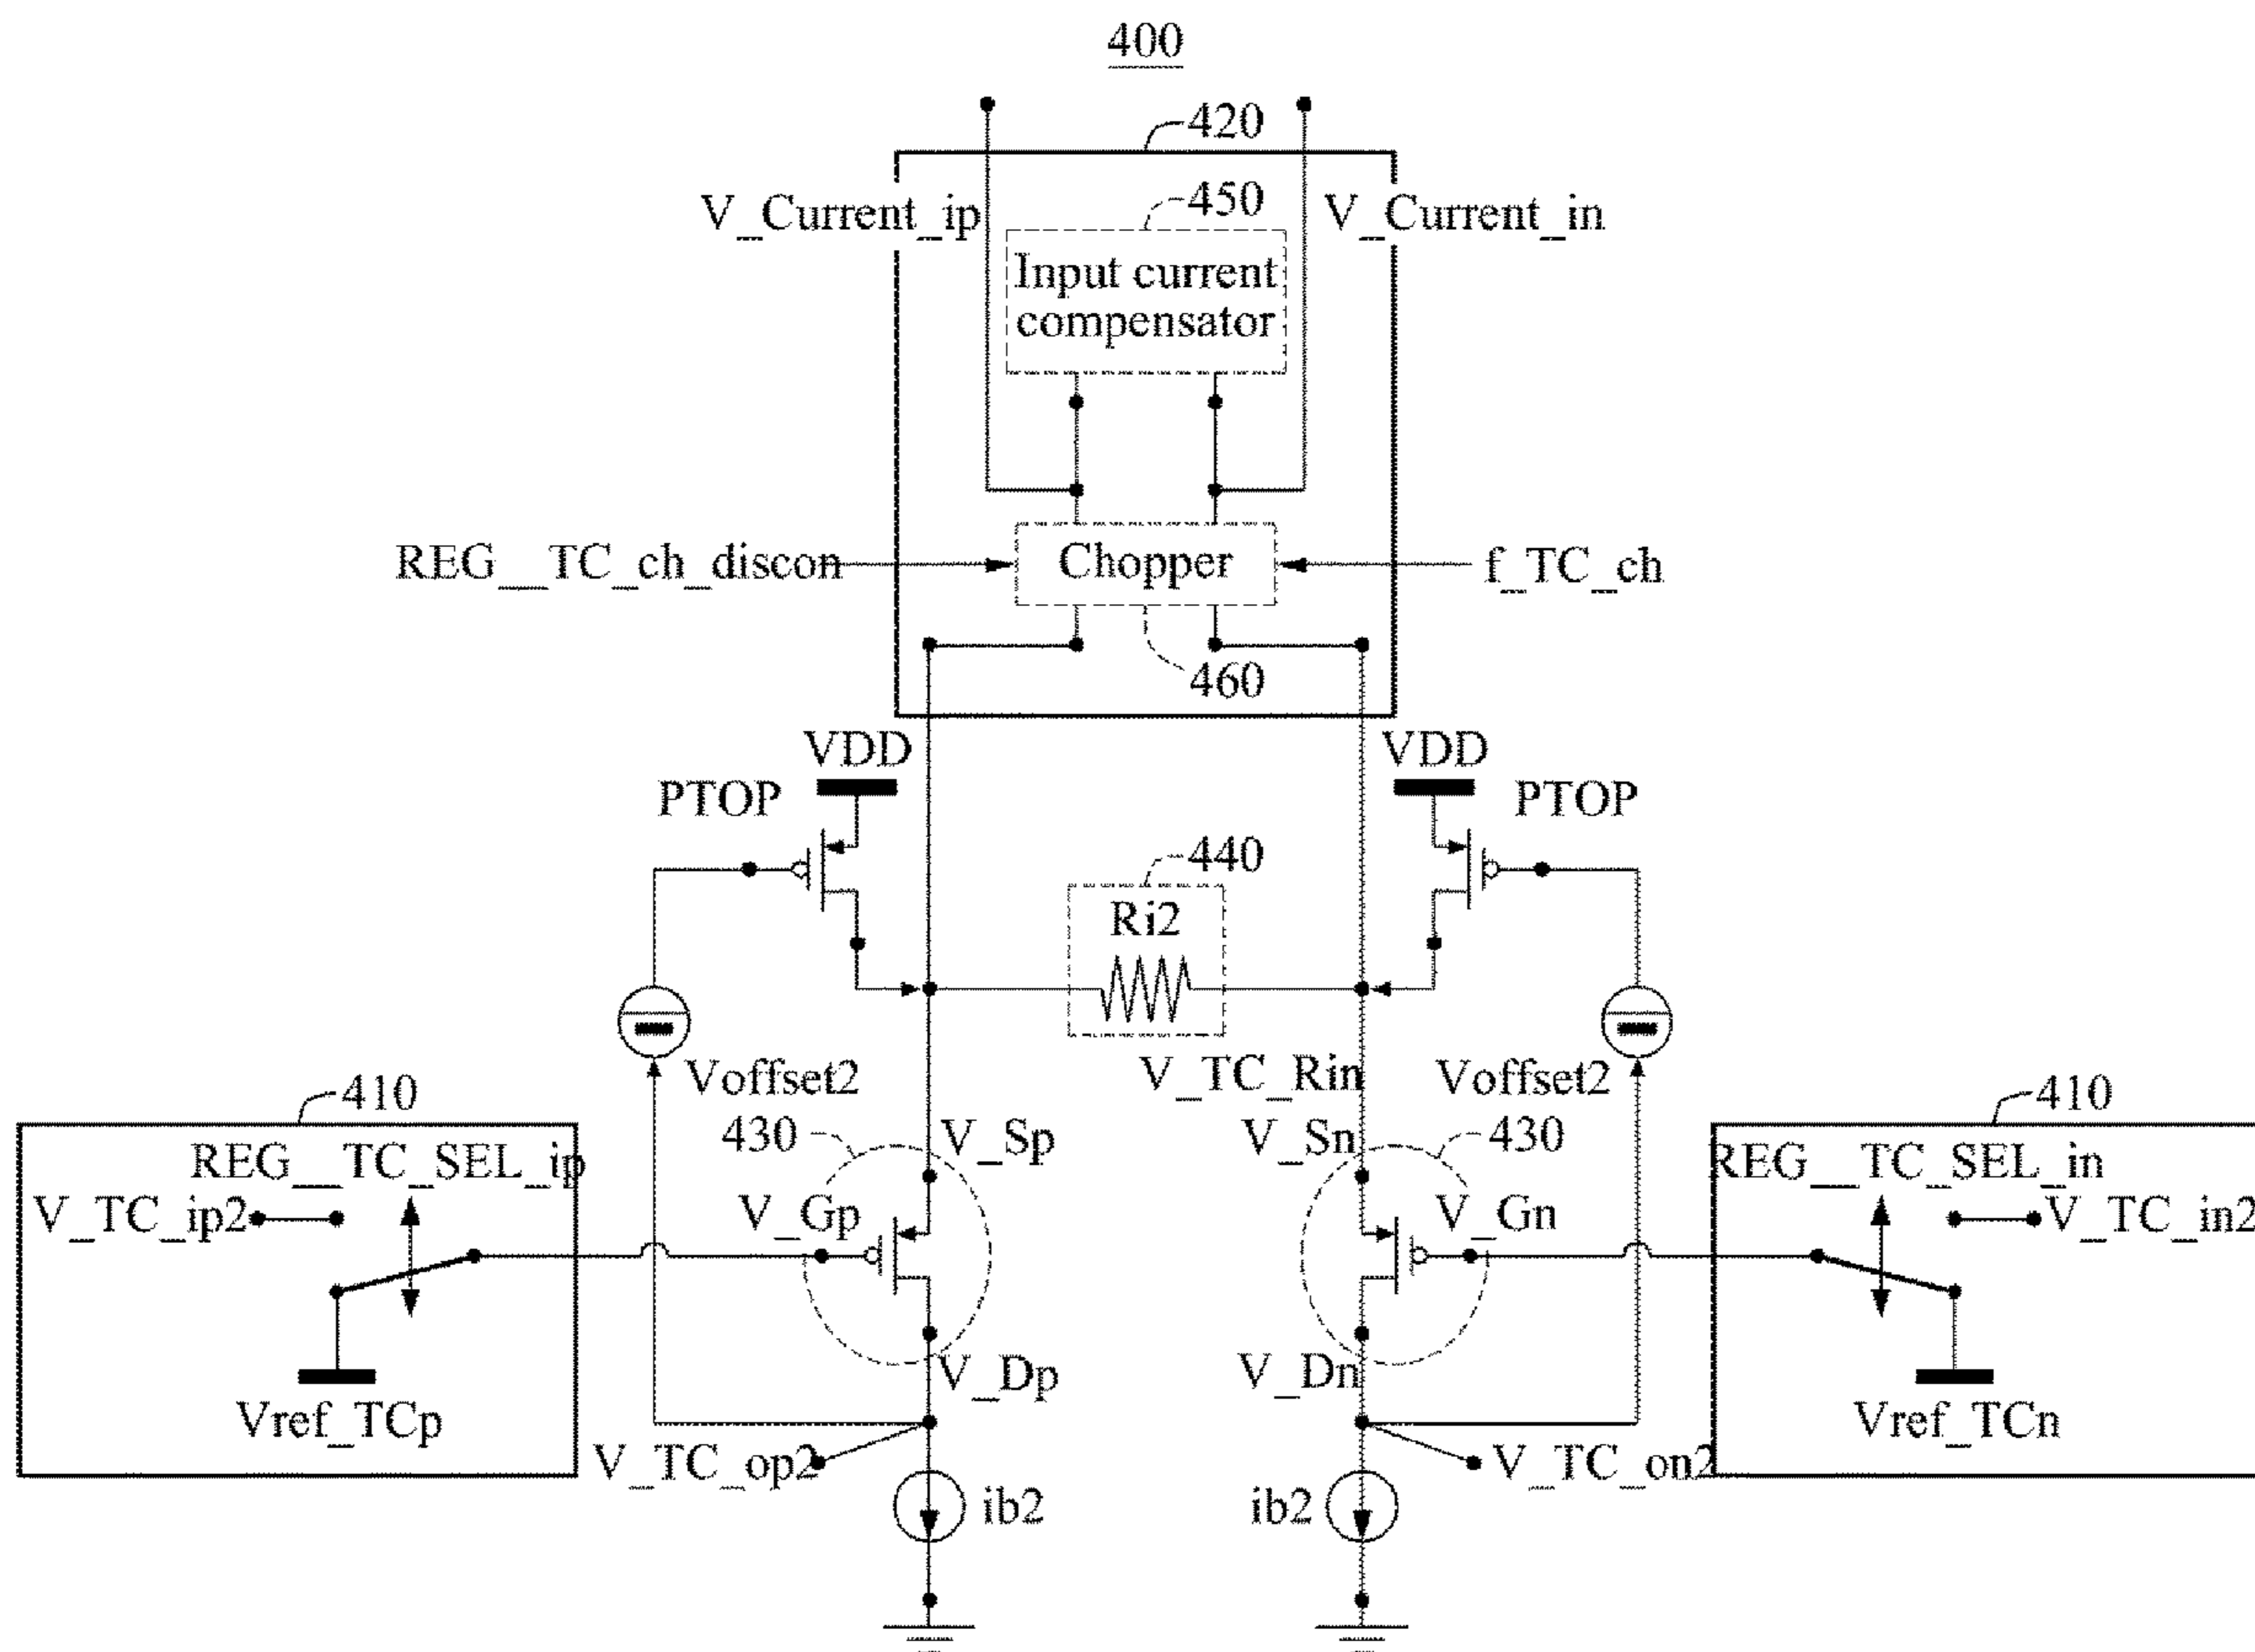 400
420
V_Current_ip
450
V_Current_in
Input current
compensator
REG__TC_ch_discon
Chopper
f_TC_ch
460
VDD
VDD
PTOP
PTOP
440
Ri2
Voffset2
V_TC_Rin
Voffset2
410
430
V_Sp
V_Sn
430
410
REG__TC_SEL_ip
REG__TC_SEL_in
V_TC_ip2
V_Gp
V_Gn
V_TC_in2
V_Dp
V_Dn
Vref_TCp
Vref_TCn
V_TC_op2
V_TC_on2
ib2
ib2